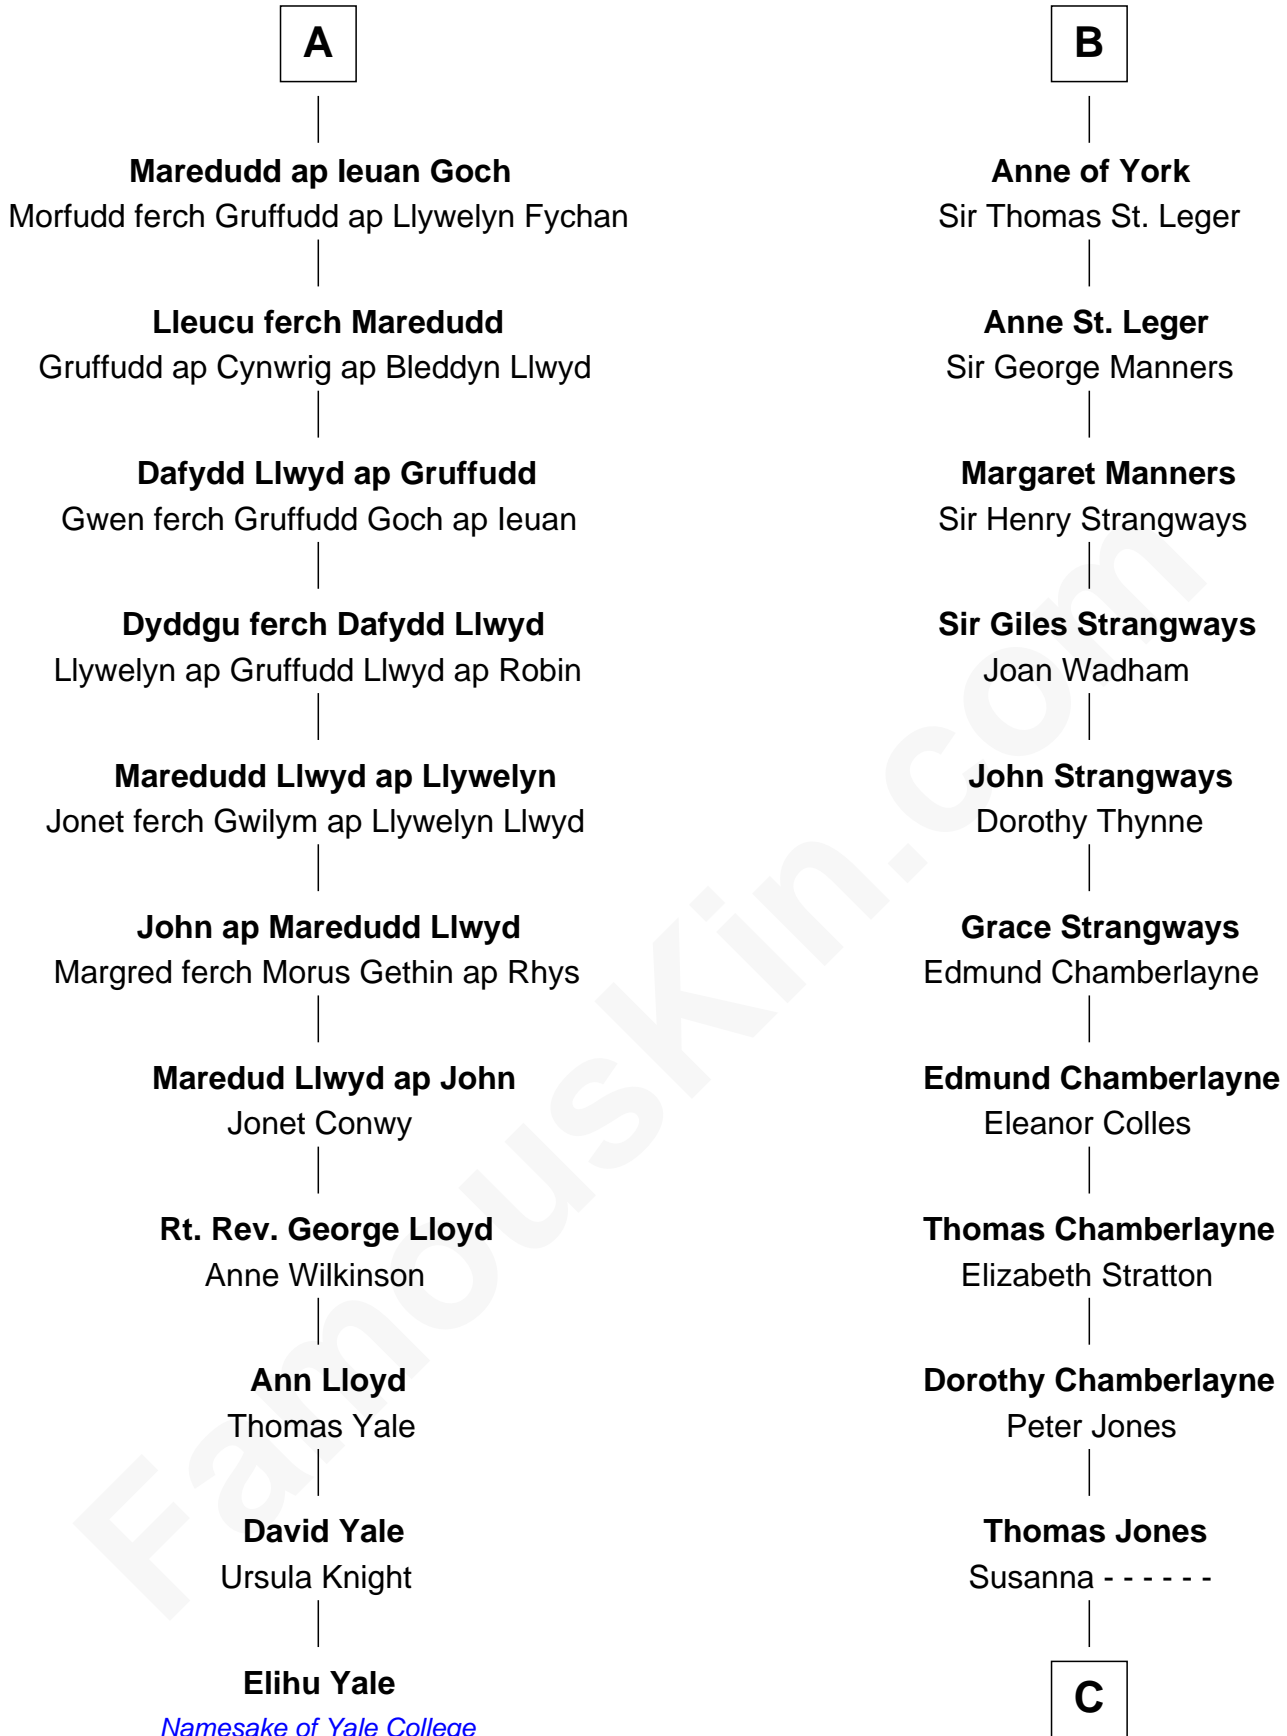 A
Maredudd ap Ieuan Goch
Morfudd ferch Gruffudd ap Llywelyn Fychan
Lleucu ferch Maredudd
Gruffudd ap Cynwrig ap Bleddyn Llwyd
Dafydd Llwyd ap Gruffudd
Gwen ferch Gruffudd Goch ap Ieuan
Dyddgu ferch Dafydd Llwyd
Llywelyn ap Gruffudd Llwyd ap Robin
Maredudd Llwyd ap Llywelyn
Jonet ferch Gwilym ap Llywelyn Llwyd
John ap Maredudd Llwyd
Margred ferch Morus Gethin ap Rhys
Maredud Llwyd ap John
Jonet Conwy
Rt. Rev. George Lloyd
Anne Wilkinson
Ann Lloyd
Thomas Yale
David Yale
Ursula Knight
Elihu Yale
Namesake of Yale College
B
Anne of York
Sir Thomas St. Leger
Anne St. Leger
Sir George Manners
Margaret Manners
Sir Henry Strangways
Sir Giles Strangways
Joan Wadham
John Strangways
Dorothy Thynne
Grace Strangways
Edmund Chamberlayne
Edmund Chamberlayne
Eleanor Colles
Thomas Chamberlayne
Elizabeth Stratton
Dorothy Chamberlayne
Peter Jones
Thomas Jones
Susanna - - - - - -
C
FamousKin.com